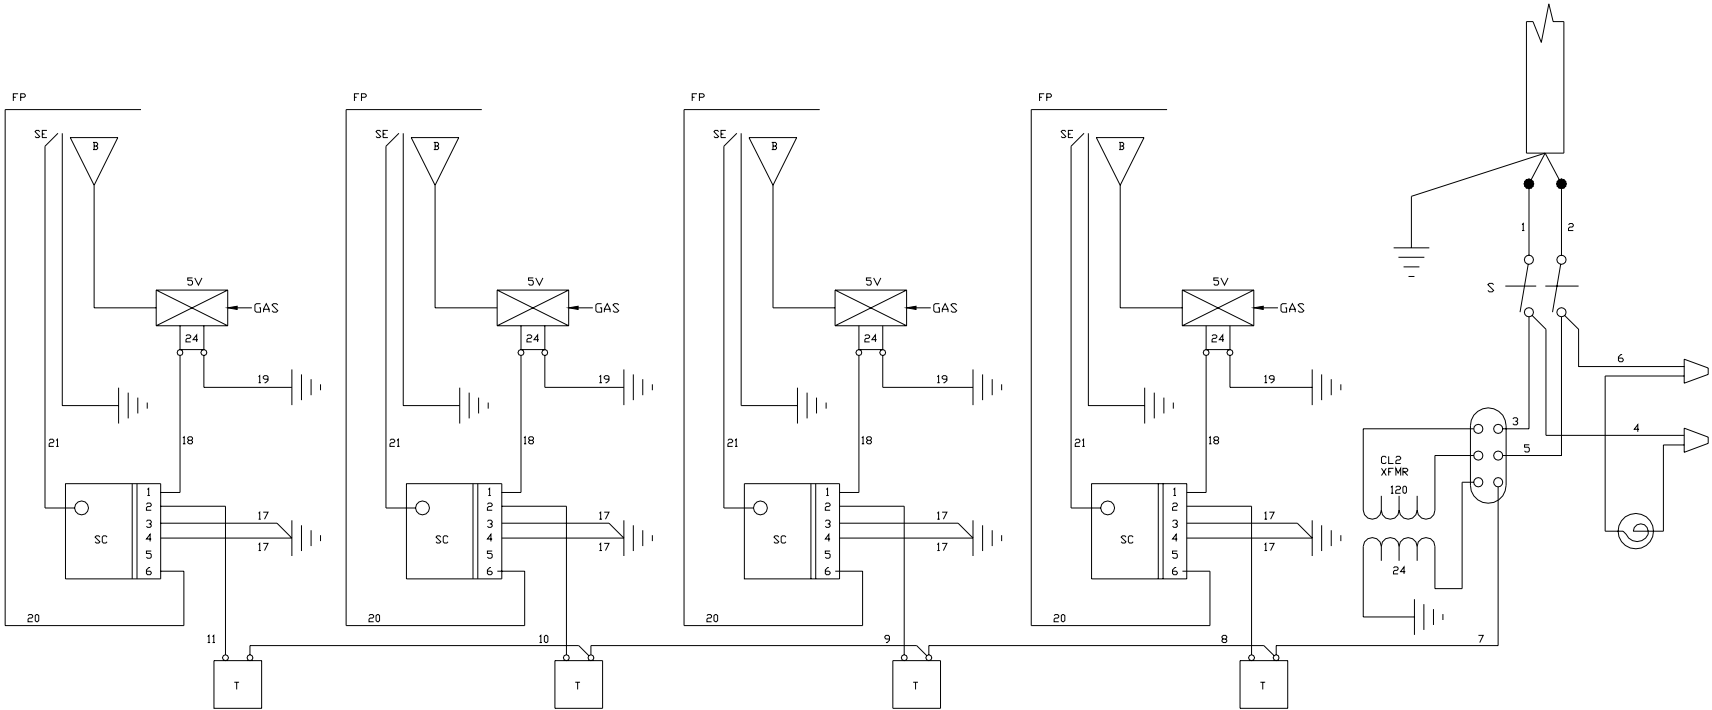 FP FP FP FP
SE B SE B SE B SE B
1 2
5V 5V 5V 5V
S
GAS GAS GAS GAS
24 24 24 24
6
19 19 19 19
3 4
21 18 21 18 21 18 21 18
5
CL2
XFMR
120
1 1 1 1
2 2 2 2
17 17 17 17
3 3 3 3
SC 4 SC 4 SC 4 SC 4
17 17 17 17
5 5 5 5
6 6 6 6
24
20 20 20 20
11 10 9 8 7
T T T T